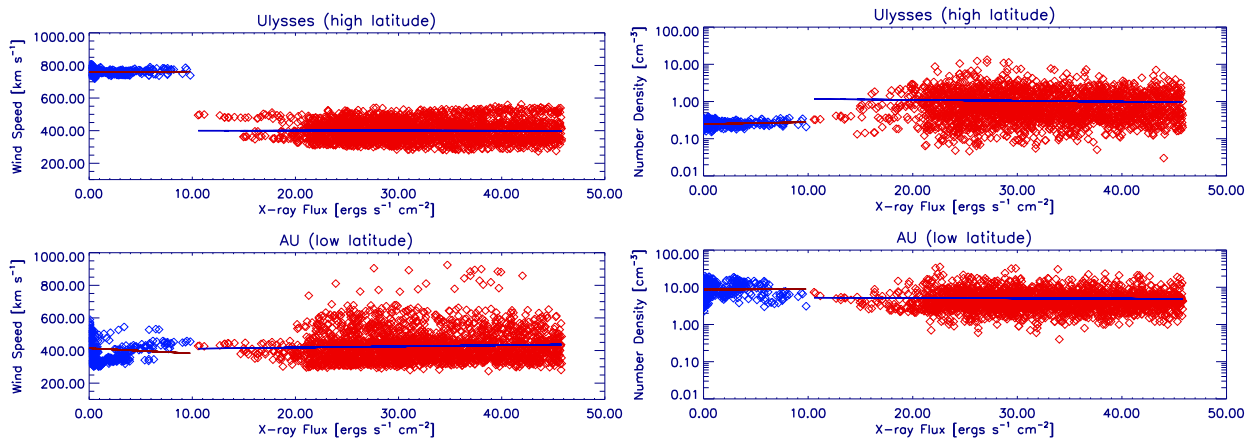 Ulysses (high latitude)
Wind Speed [km s⁻¹]
1000.00
800.00
600.00
400.00
200.00
0.00 10.00 20.00 30.00 40.00 50.00
X-ray Flux [ergs s⁻¹ cm⁻²]
Ulysses (high latitude)
Number Density [cm⁻³]
100.00
10.00
1.00
0.10
0.01
0.00 10.00 20.00 30.00 40.00 50.00
X-ray Flux [ergs s⁻¹ cm⁻²]
AU (low latitude)
Wind Speed [km s⁻¹]
1000.00
800.00
600.00
400.00
200.00
0.00 10.00 20.00 30.00 40.00 50.00
X-ray Flux [ergs s⁻¹ cm⁻²]
AU (low latitude)
Number Density [cm⁻³]
100.00
10.00
1.00
0.10
0.01
0.00 10.00 20.00 30.00 40.00 50.00
X-ray Flux [ergs s⁻¹ cm⁻²]